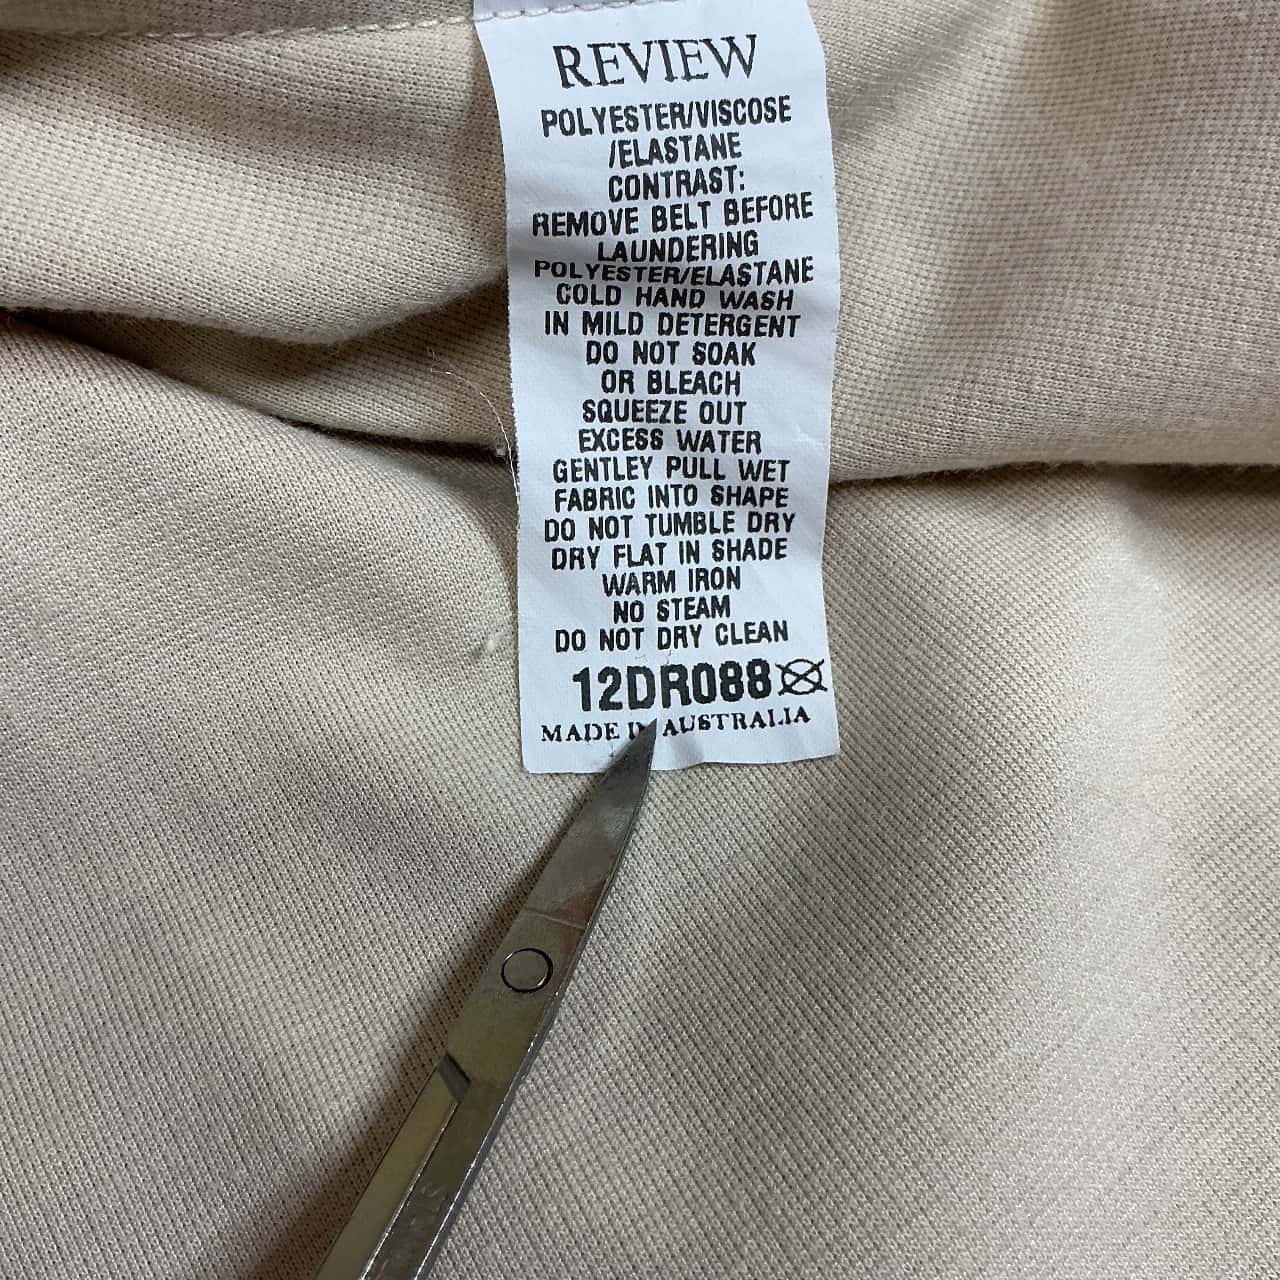 REVIEW
POLYESTER/VISCOSE
/ELASTANE
CONTRAST:
REMOVE BELT BEFORE
LAUNDERING
POLYESTER/ELASTANE
COLD HAND WASH
IN MILD DETERGENT
DO NOT SOAK
OR BLEACH
SQUEEZE OUT
EXCESS WATER
GENTLEY PULL WET
FABRIC INTO SHAPE
DO NOT TUMBLE DRY
DRY FLAT IN SHADE
WARM IRON
NO STEAM
DO NOT DRY CLEAN
12DR088
MADE IN AUSTRALIA